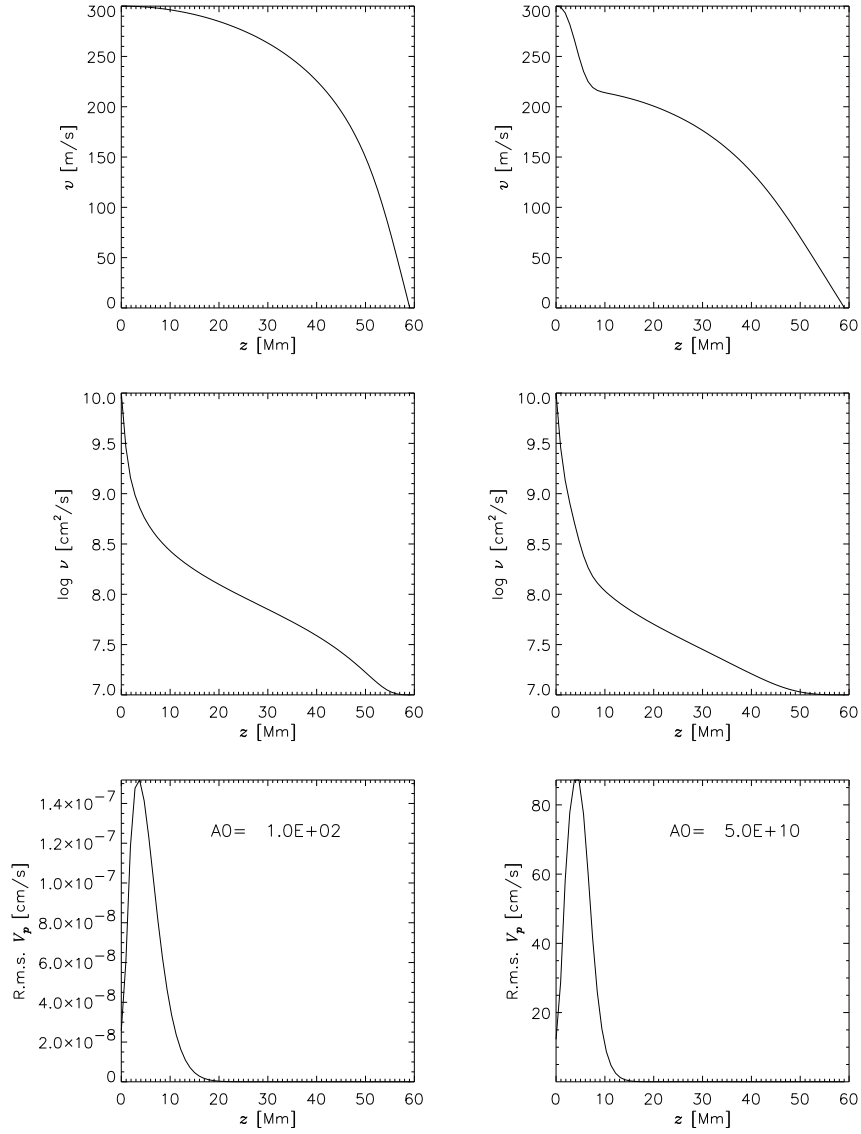 300
250
200
150
100
50
0
v [m/s]
0 10 20 30 40 50 60
z [Mm]
300
250
200
150
100
50
0
v [m/s]
0 10 20 30 40 50 60
z [Mm]
10.0
9.5
9.0
8.5
8.0
7.5
7.0
log ν [cm²/s]
0 10 20 30 40 50 60
z [Mm]
10.0
9.5
9.0
8.5
8.0
7.5
7.0
log ν [cm²/s]
0 10 20 30 40 50 60
z [Mm]
1.4×10⁻⁷
1.2×10⁻⁷
1.0×10⁻⁷
8.0×10⁻⁸
6.0×10⁻⁸
4.0×10⁻⁸
2.0×10⁻⁸
0
R.m.s. Vₚ [cm/s]
A0= 1.0E+02
0 10 20 30 40 50 60
z [Mm]
80
60
40
20
R.m.s. Vₚ [cm/s]
A0= 5.0E+10
0 10 20 30 40 50 60
z [Mm]